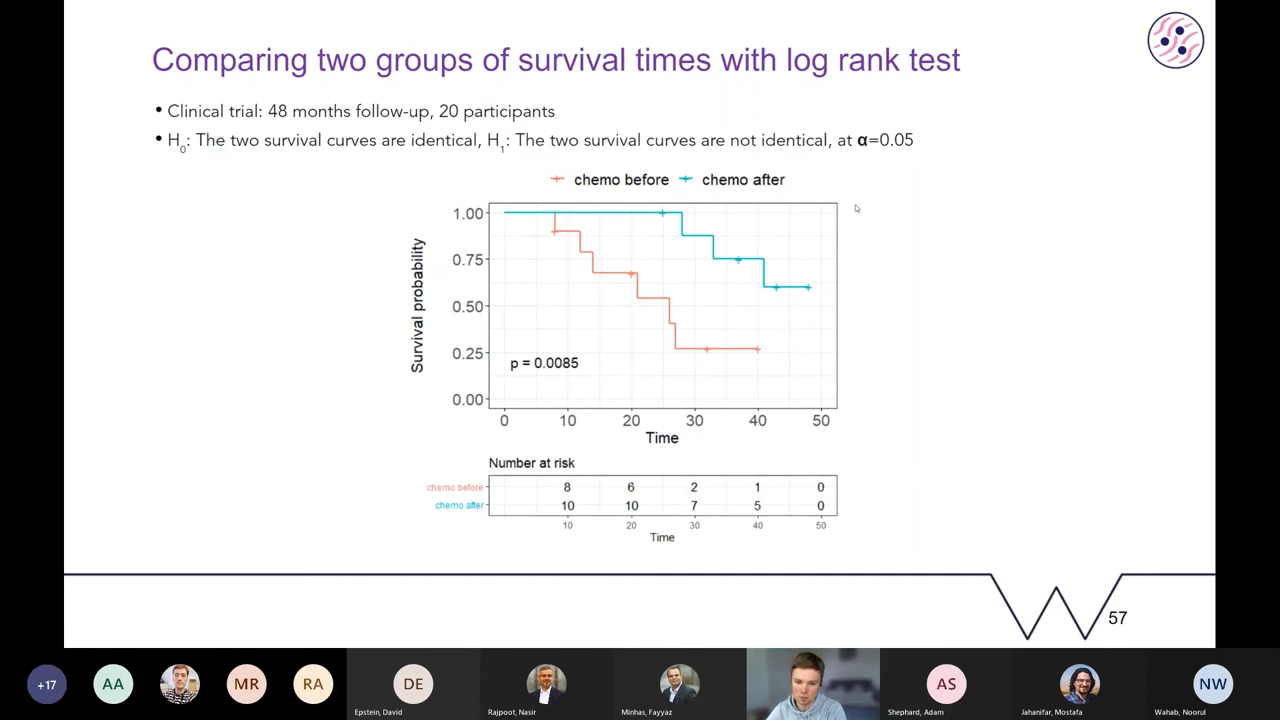 Comparing two groups of survival times with log rank test
• Clinical trial: 48 months follow-up, 20 participants
• H0: The two survival curves are identical, H1: The two survival curves are not identical, at α=0.05
chemo before chemo after
1.00
0.75
0.50
0.25
0.00
Survival probability
p = 0.0085
0 10 20 30 40 50
Time
Number at risk
chemo before 8 6 2 1 0
chemo after 10 10 7 5 0
10 20 30 40 50
Time
57
+17 AA MR RA DE AS NW
Epstein, David Rajpoot, Nasir Minhas, Fayyaz Shephard, Adam Jahanifar, Mostafa Wahab, Noorul